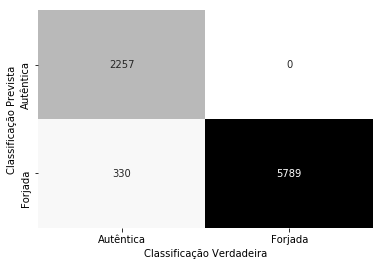 Classificação Prevista
Autêntica
2257
0
Forjada
330
5789
Autêntica
Forjada
Classificação Verdadeira